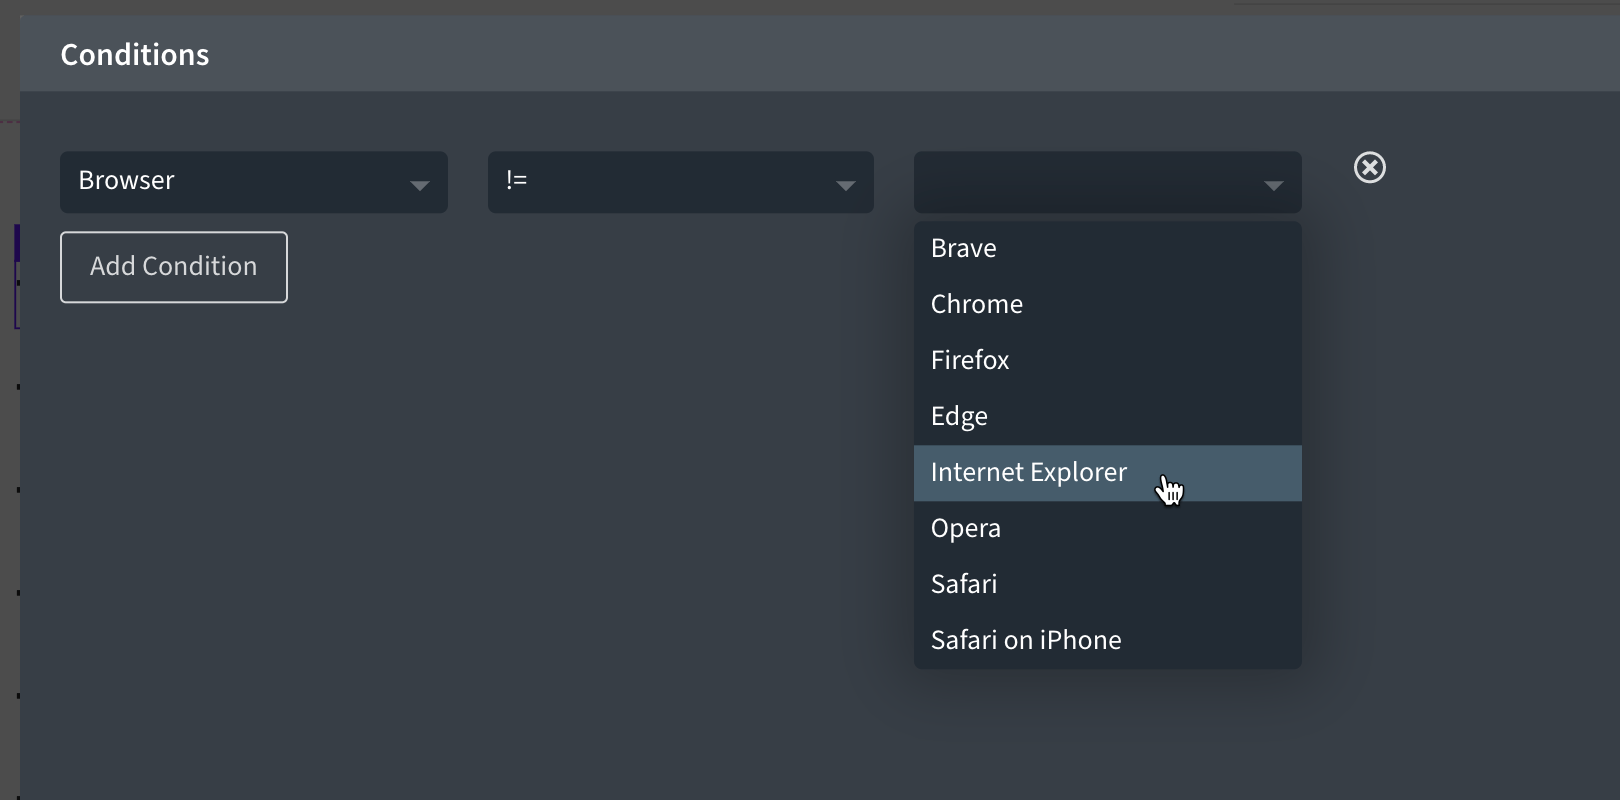 Conditions
Browser
!=
Add Condition
Brave
Chrome
Firefox
Edge
Internet Explorer
Opera
Safari
Safari on iPhone